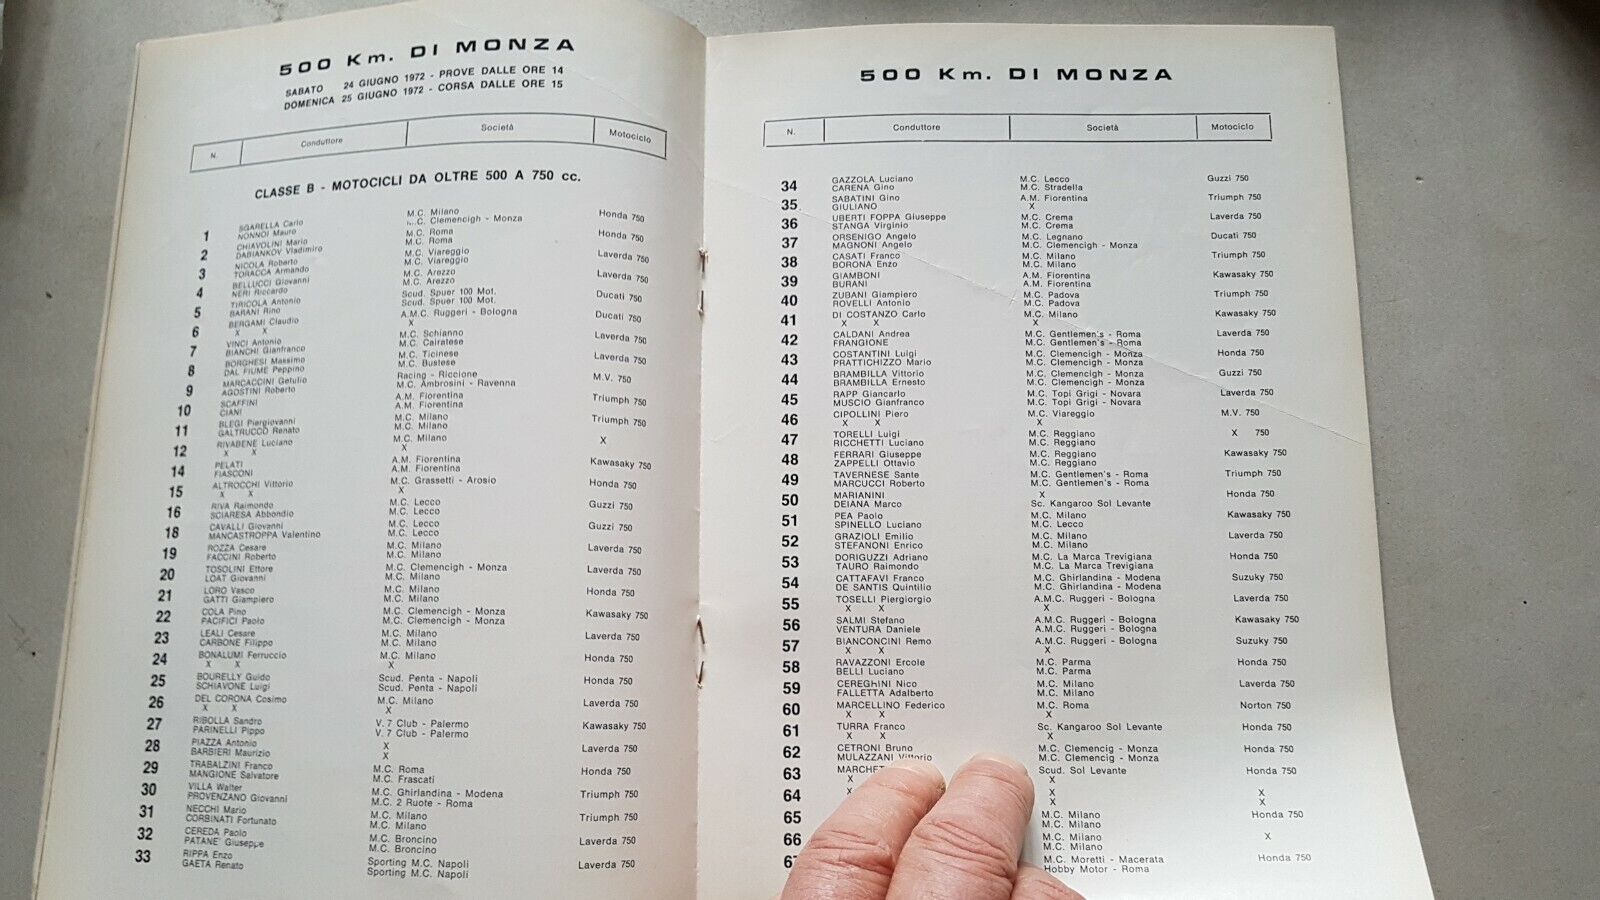 500 Km. DI MONZA
SABATO 24 GIUGNO 1972 - PROVE DALLE ORE 14
DOMENICA 25 GIUGNO 1972 - CORSA DALLE ORE 15
N. Conduttore Società Motociclo
CLASSE B - MOTOCICLI DA OLTRE 500 A 750 cc.
1 SGARELLA Carlo M.C. Milano Honda 750
NONNOI Mauro M.C. Clemencigh - Monza
2 CHIAVOLINI Mario M.C. Roma Honda 750
DABIANKOV Vladimiro M.C. Roma
3 NICOLA Roberto M.C. Viareggio Laverda 750
TORACCA Armando M.C. Viareggio
4 BELLUCCI Giovanni M.C. Arezzo Laverda 750
NERI Riccardo M.C. Arezzo
5 TIRICOLA Antonio Scud. Spuer 100 Mot. Ducati 750
BARANI Rino Scud. Spuer 100 Mot.
6 BERGAMI Claudio A.M.C. Ruggeri - Bologna Ducati 750
X X X
7 VINCI Antonio M.C. Schianno Laverda 750
BIANCHI Gianfranco M.C. Cairatese
8 BORGHESI Massimo M.C. Ticinese Laverda 750
DAL FIUME Peppino M.C. Bustese
9 MARCACCINI Getulio Racing - Riccione M.V. 750
AGOSTINI Roberto M.C. Ambrosini - Ravenna
10 SCAFFINI A.M. Fiorentina Triumph 750
CIANI A.M. Fiorentina
11 BLEGI Piergiovanni M.C. Milano Triumph 750
GALTRUCCO Renato M.C. Milano
12 RIVABENE Luciano M.C. Milano X
X X X
14 PELATI A.M. Fiorentina Kawasaky 750
FIASCONI A.M. Fiorentina
15 ALTROCCHI Vittorio M.C. Grassetti - Arosio Honda 750
X X X
16 RIVA Raimondo M.C. Lecco Guzzi 750
SCIARESA Abbondio M.C. Lecco
18 CAVALLI Giovanni M.C. Lecco Guzzi 750
MANCASTROPPA Valentino M.C. Lecco
19 ROZZA Cesare M.C. Milano Laverda 750
FACCINI Roberto M.C. Milano
20 TOSOLINI Ettore M.C. Clemencigh - Monza Laverda 750
LOAT Giovanni M.C. Milano
21 LORO Vasco M.C. Milano Honda 750
GATTI Giampiero M.C. Milano
22 COLA Pino M.C. Clemencigh - Monza Kawasaky 750
PACIFICI Paolo M.C. Clemencigh - Monza
23 LEALI Cesare M.C. Milano Laverda 750
CARBONE Filippo M.C. Milano
24 BONALUMI Ferruccio M.C. Milano Honda 750
X X X
25 BOURELLY Guido Scud. Penta - Napoli Honda 750
SCHIAVONE Luigi Scud. Penta - Napoli
26 DEL CORONA Cosimo M.C. Milano Laverda 750
X X X
27 RIBOLLA Sandro V. 7 Club - Palermo Kawasaky 750
PARINELLI Pippo V. 7 Club - Palermo
28 PIAZZA Antonio X Laverda 750
BARBIERI Maurizio X
29 TRABALZINI Franco M.C. Roma Honda 750
MANGIONE Salvatore M.C. Frascati
30 VILLA Walter M.C. Ghirlandina - Modena Triumph 750
PROVENZANO Giovanni M.C. 2 Ruote - Roma
31 NECCHI Mario M.C. Milano Triumph 750
CORBINATI Fortunato M.C. Milano
32 CEREDA Paolo M.C. Broncino Laverda 750
PATANE' Giuseppe M.C. Broncino
33 RIPPA Enzo Sporting M.C. Napoli Laverda 750
GAETA Renato Sporting M.C. Napoli
500 Km. DI MONZA
N. Conduttore Società Motociclo
34 GAZZOLA Luciano M.C. Lecco Guzzi 750
CARENA Gino M.C. Stradella
35 SABATINI Gino A.M. Fiorentina Triumph 750
GIULIANO X
36 UBERTI FOPPA Giuseppe M.C. Crema Laverda 750
STANGA Virginio M.C. Crema
37 ORSENIGO Angelo M.C. Legnano Ducati 750
MAGNONI Angelo M.C. Clemencigh - Monza
38 CASATI Franco M.C. Milano Triumph 750
BORONA Enzo M.C. Milano
39 GIAMBONI A.M. Fiorentina Kawasaky 750
BURANI A.M. Fiorentina
40 ZUBANI Giampiero M.C. Padova Triumph 750
ROVELLI Antonio M.C. Padova
41 DI COSTANZO Carlo M.C. Milano Kawasaky 750
X X X
42 CALDANI Andrea M.C. Gentlemen's - Roma Laverda 750
FRANGIONE M.C. Gentlemen's - Roma
43 COSTANTINI Luigi M.C. Clemencigh - Monza Honda 750
PRATTICHIZZO Mario M.C. Clemencigh - Monza
44 BRAMBILLA Vittorio M.C. Clemencigh - Monza Guzzi 750
BRAMBILLA Ernesto M.C. Clemencigh - Monza
45 RAPP Giancarlo M.C. Topi Grigi - Novara Laverda 750
MUSCIO Gianfranco M.C. Topi Grigi - Novara
46 CIPOLLINI Piero M.C. Viareggio M.V. 750
X X X
47 TORELLI Luigi M.C. Reggiano X 750
RICCHETTI Luciano M.C. Reggiano
48 FERRARI Giuseppe M.C. Reggiano Kawasaky 750
ZAPPELLI Ottavio M.C. Reggiano
49 TAVERNESE Sante M.C. Gentlemen's - Roma Triumph 750
MARCUCCI Roberto M.C. Gentlemen's - Roma
50 MARIANINI X Honda 750
DEIANA Marco Sc. Kangaroo Sol Levante
51 PEA Paolo M.C. Milano Kawasaky 750
SPINELLO Luciano M.C. Lecco
52 GRAZIOLI Emilio M.C. Milano Laverda 750
STEFANONI Enrico M.C. Milano
53 DORIGUZZI Adriano M.C. La Marca Trevigiana Honda 750
TAURO Raimondo M.C. La Marca Trevigiana
54 CATTAFAVI Franco M.C. Ghirlandina - Modena Suzuky 750
DE SANTIS Quintilio M.C. Ghirlandina - Modena
55 TOSELLI Piergiorgio A.M.C. Ruggeri - Bologna Laverda 750
X X X
56 SALMI Stefano A.M.C. Ruggeri - Bologna Kawasaky 750
VENTURA Daniele A.M.C. Ruggeri - Bologna
57 BIANCONCINI Remo A.M.C. Ruggeri - Bologna Suzuky 750
X X X
58 RAVAZZONI Ercole M.C. Parma Honda 750
BELLI Luciano M.C. Parma
59 CEREGHINI Nico M.C. Milano Laverda 750
FALLETTA Adalberto M.C. Milano
60 MARCELLINO Federico M.C. Roma Norton 750
X X X
61 TURRA Franco Sc. Kangaroo Sol Levante Honda 750
X X X
62 CETRONI Bruno M.C. Clemencig - Monza Honda 750
MULAZZANI Vittorio M.C. Clemencig - Monza
63 Scud. Sol Levante Honda 750
X X
64 X X X
X X
65 M.C. Milano Honda 750
M.C. Milano
66 M.C. Milano X
M.C. Milano
67 M.C. Moretti - Macerata Honda 750
Hobby Motor - Roma